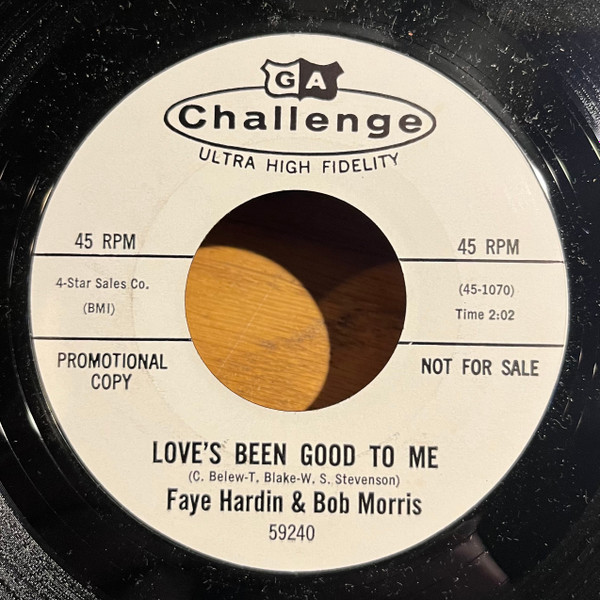 GA
Challenge
ULTRA HIGH FIDELITY
45 RPM
45 RPM
4-Star Sales Co.
(BMI)
(45-1070)
Time 2:02
PROMOTIONAL
COPY
NOT FOR SALE
LOVE'S BEEN GOOD TO ME
(C. Belew-T. Blake-W. S. Stevenson)
Faye Hardin & Bob Morris
59240